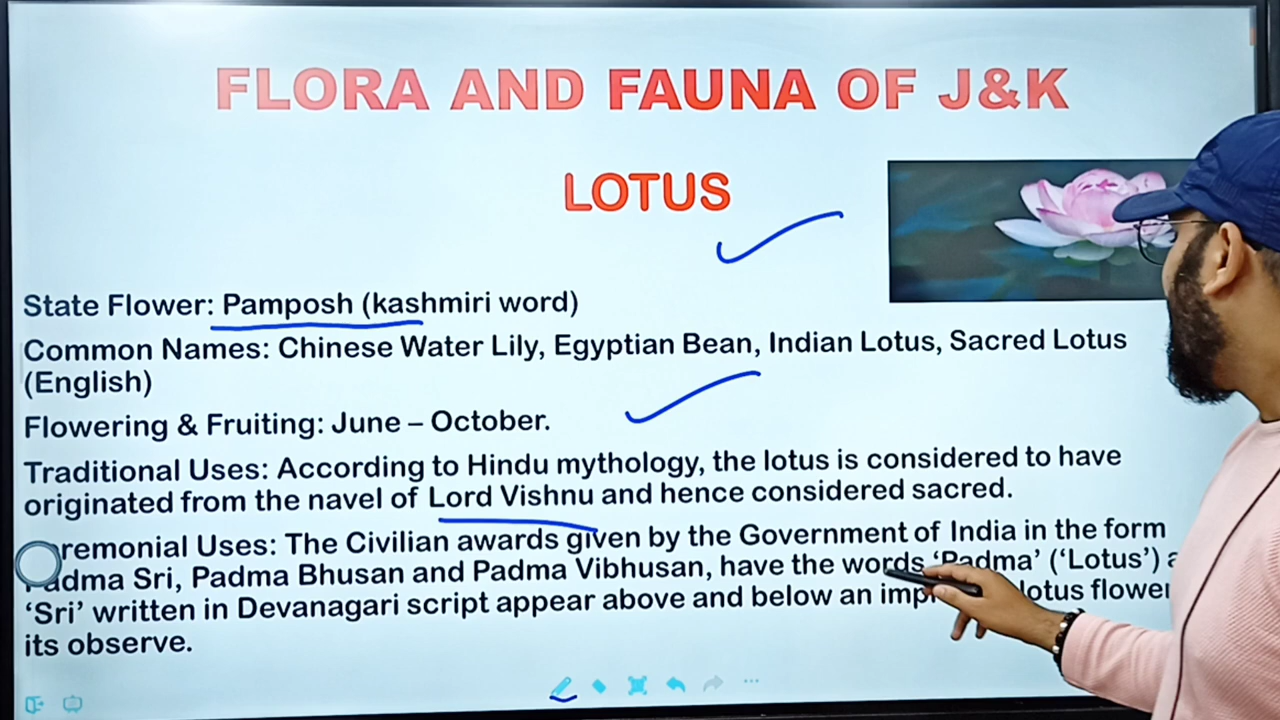 FLORA AND FAUNA OF J&K
LOTUS
State Flower: Pamposh (kashmiri word)
Common Names: Chinese Water Lily, Egyptian Bean, Indian Lotus, Sacred Lotus
(English)
Flowering & Fruiting: June – October.
Traditional Uses: According to Hindu mythology, the lotus is considered to have
originated from the navel of Lord Vishnu and hence considered sacred.
Uses: The Civilian awards given by the Government of India in the form
Sri, Padma Bhusan and Padma Vibhusan, have the words ‘Padma’ (‘Lotus’)
‘Sri’ written in Devanagari script appear above and below an lotus flower
its observe.